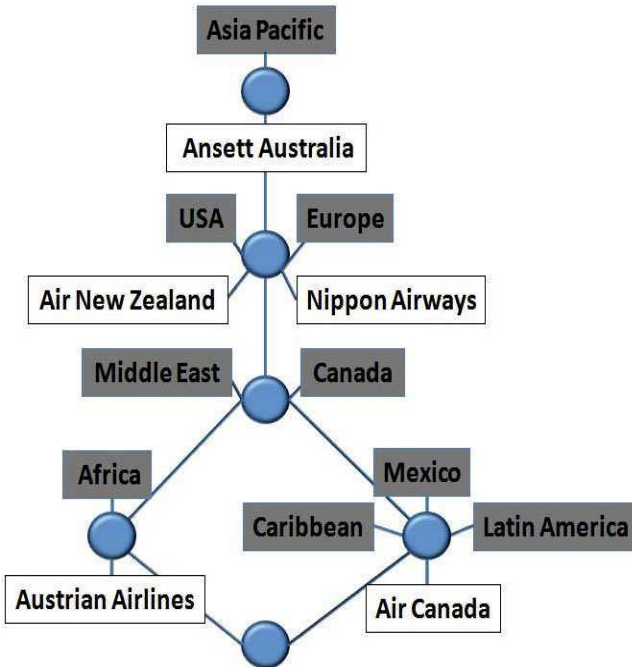 Asia Pacific
Ansett Australia
USA
Europe
Air New Zealand
Nippon Airways
Middle East
Canada
Africa
Mexico
Caribbean
Latin America
Austrian Airlines
Air Canada